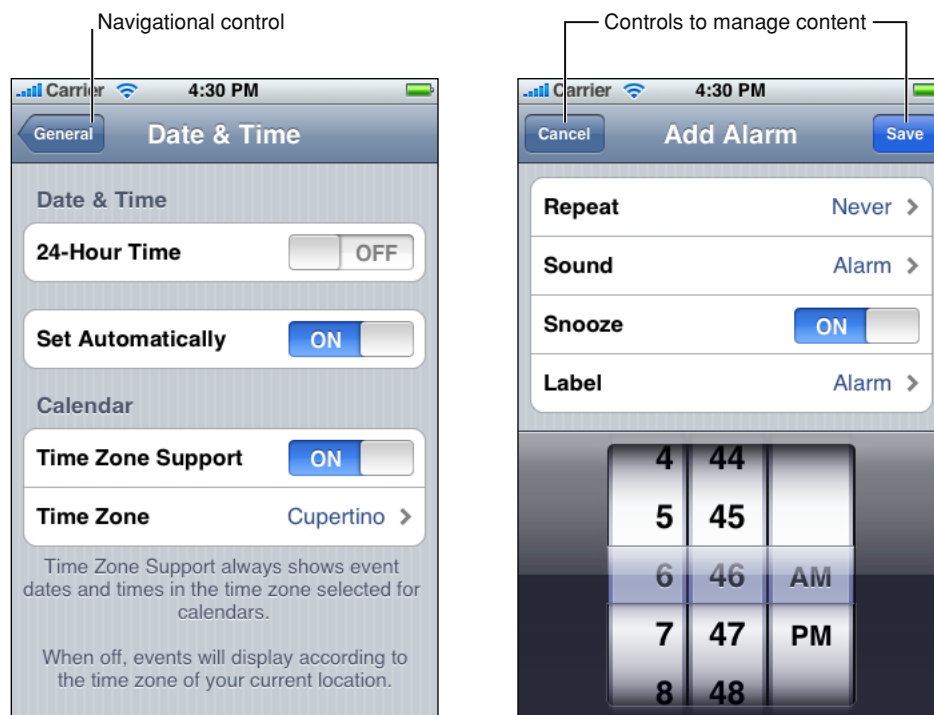 Navigational control
Controls to manage content
Carrier 4:30 PM
General Date & Time
Date & Time
24-Hour Time OFF
Set Automatically ON
Calendar
Time Zone Support ON
Time Zone Cupertino
Time Zone Support always shows event
dates and times in the time zone selected for
calendars.
When off, events will display according to
the time zone of your current location.
Carrier 4:30 PM
Cancel Add Alarm Save
Repeat Never
Sound Alarm
Snooze ON
Label Alarm
4 44
5 45
6 46 AM
7 47 PM
8 48